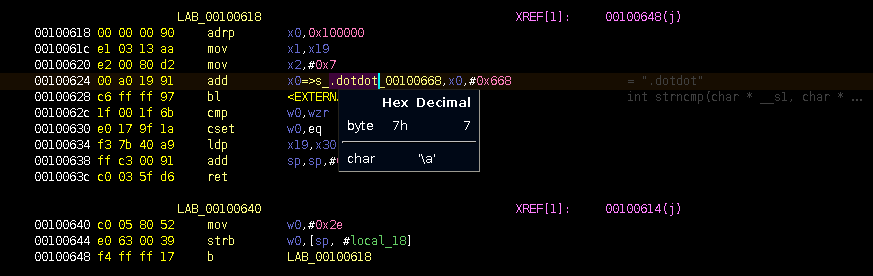 LAB_00100618 XREF[1]: 00100648(j)
00100618 00 00 00 90 adrp x0,0x100000
0010061c e1 03 13 aa mov x1,x19
00100620 e2 00 80 d2 mov x2,#0x7
00100624 00 a0 19 91 add x0=>s_.dotdot_00100668,x0,#0x668 = ".dotdot"
00100628 c6 ff ff 97 bl <EXTERN int strncmp(char * __s1, char * ...
0010062c 1f 00 1f 6b cmp w0,wzr
00100630 e0 17 9f 1a cset w0,eq
00100634 f3 7b 40 a9 ldp x19,x30
00100638 ff c3 00 91 add sp,sp,#
0010063c c0 03 5f d6 ret
Hex Decimal
byte 7h 7
char '\a'
LAB_00100640 XREF[1]: 00100614(j)
00100640 c0 05 80 52 mov w0,#0x2e
00100644 e0 63 00 39 strb w0,[sp, #local_18]
00100648 f4 ff ff 17 b LAB_00100618